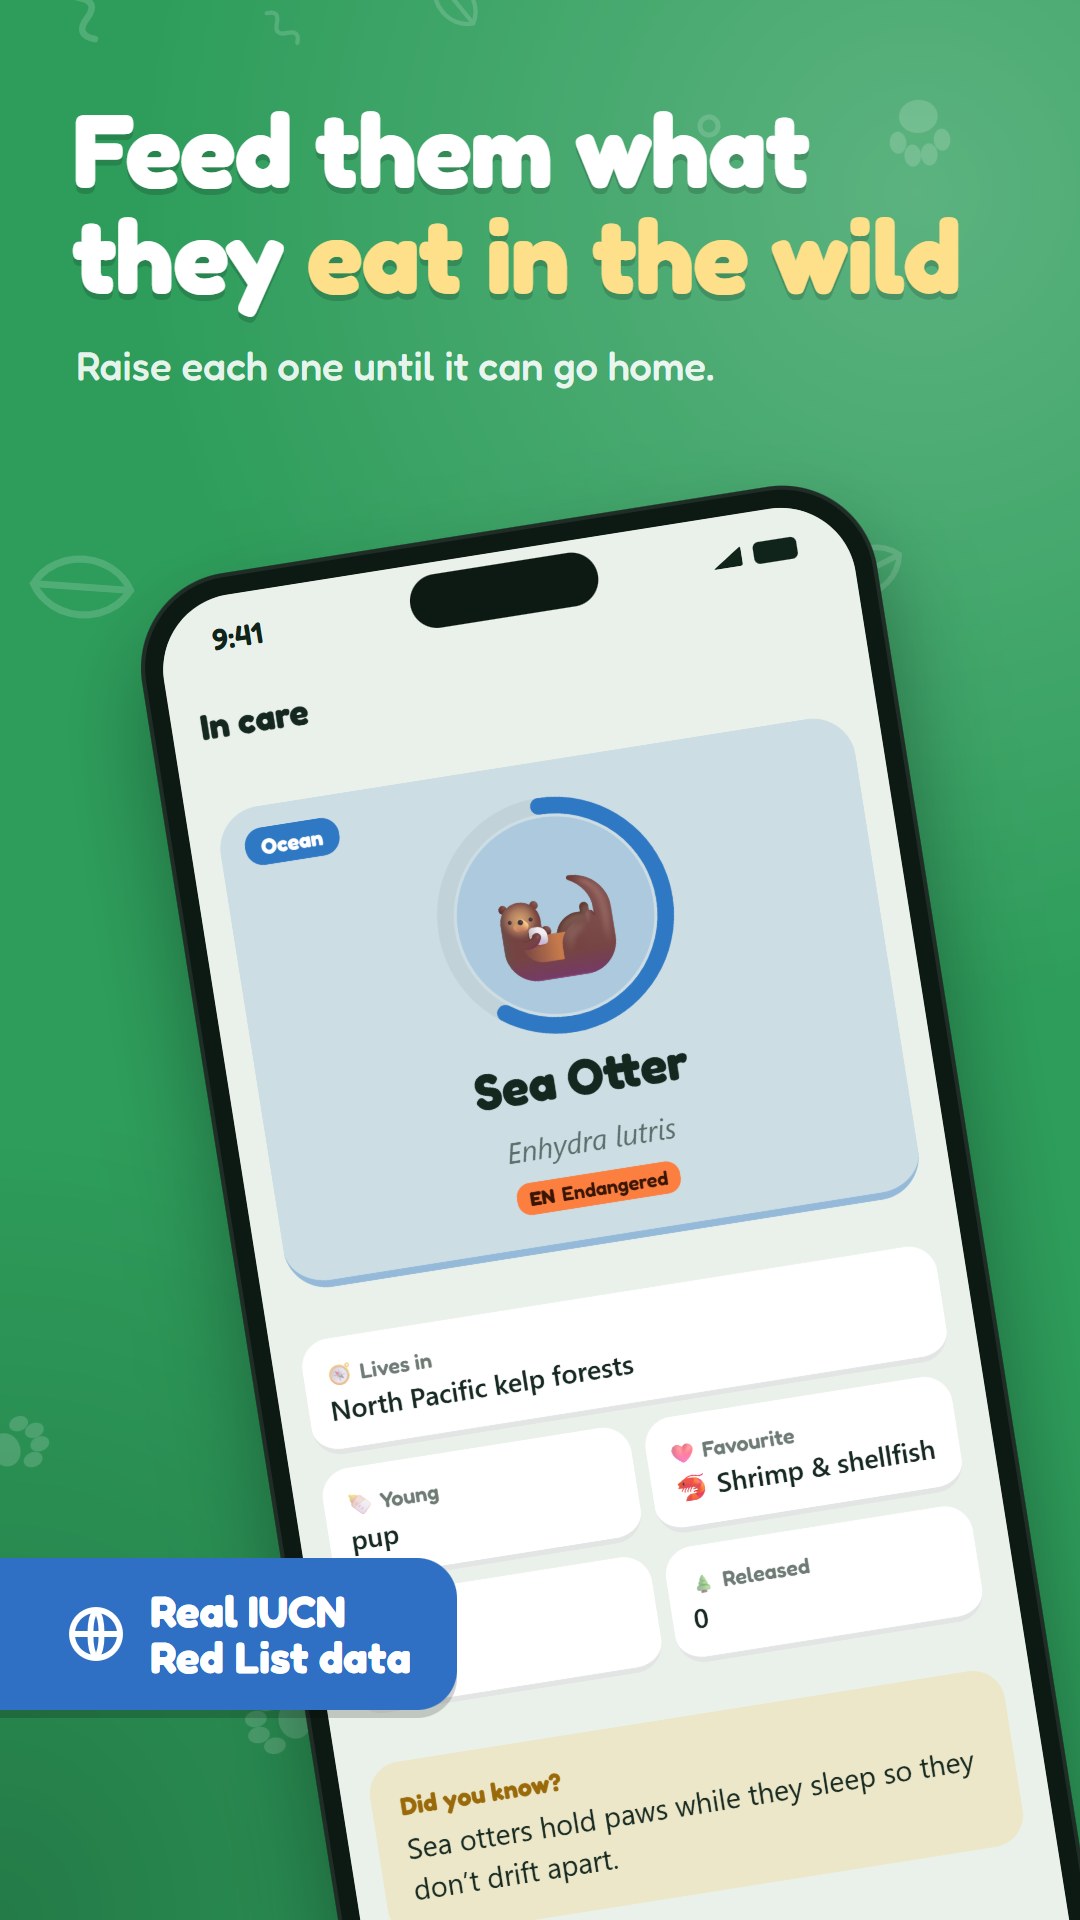 Feed them what
they eat in the wild
Raise each one until it can go home.
9:41
In care
Ocean
Sea Otter
Enhydra lutris
EN Endangered
Lives in
North Pacific kelp forests
Young
pup
Favourite
Shrimp & shellfish
Released
0
Real IUCN
Red List data
Did you know?
Sea otters hold paws while they sleep so they
don't drift apart.